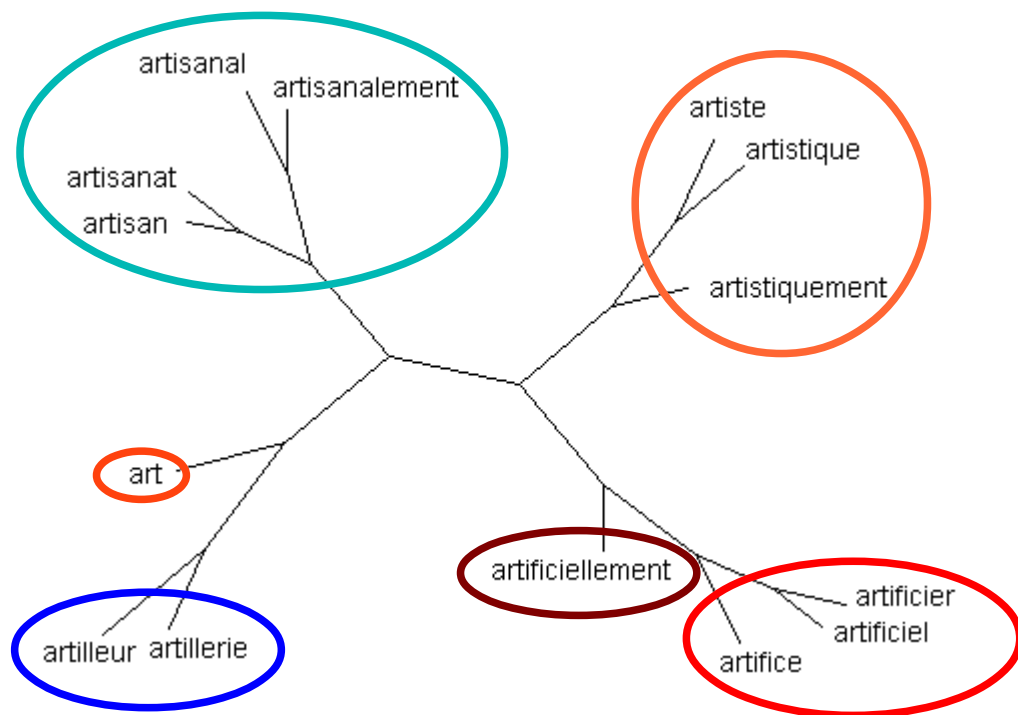 artisanal
artisanalement
artiste
artistique
artisanat
artisan
artistiquement
art
artificiellement
artificier
artificiel
artilleur
artillerie
artifice